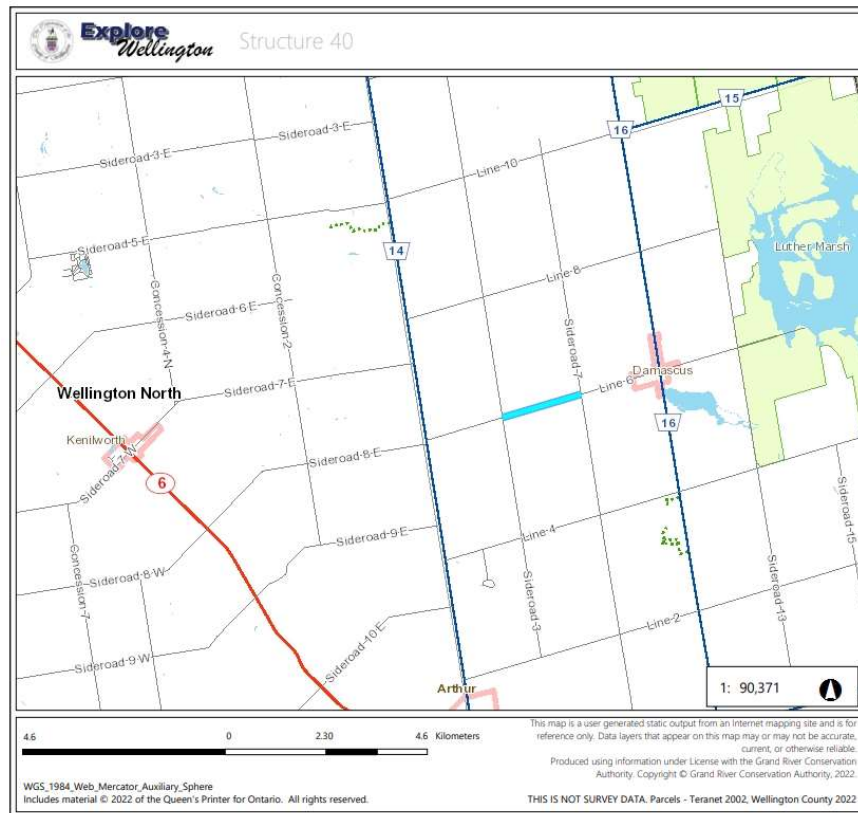 Explore
Wellington
Structure 40
15
16
Sideroad 3 E
Sideroad 3 E
Line 10
Sideroad 5 E
14
Luther Marsh
Line 8
Concession 4 N
Concession 2
Sideroad 6 E
Sideroad 7
Damascus
Line 6
Sideroad 7 E
Wellington North
Kenilworth
16
Sideroad 7 W
Sideroad 8 E
6
Sideroad 15
Line 4
Sideroad 9 E
Concession 7
Sideroad 8 W
Sideroad 3
Sideroad 13
Line 2
Sideroad 10 E
Sideroad 9 W
Arthur
1: 90,371
4.6 0 2.30 4.6 Kilometers
This map is a user generated static output from an Internet mapping site and is for
reference only. Data layers that appear on this map may or may not be accurate,
current, or otherwise reliable.
Produced using information under License with the Grand River Conservation
Authority. Copyright © Grand River Conservation Authority, 2022.
WGS_1984_Web_Mercator_Auxiliary_Sphere
Includes material © 2022 of the Queen's Printer for Ontario. All rights reserved.
THIS IS NOT SURVEY DATA. Parcels - Teranet 2002, Wellington County 2022